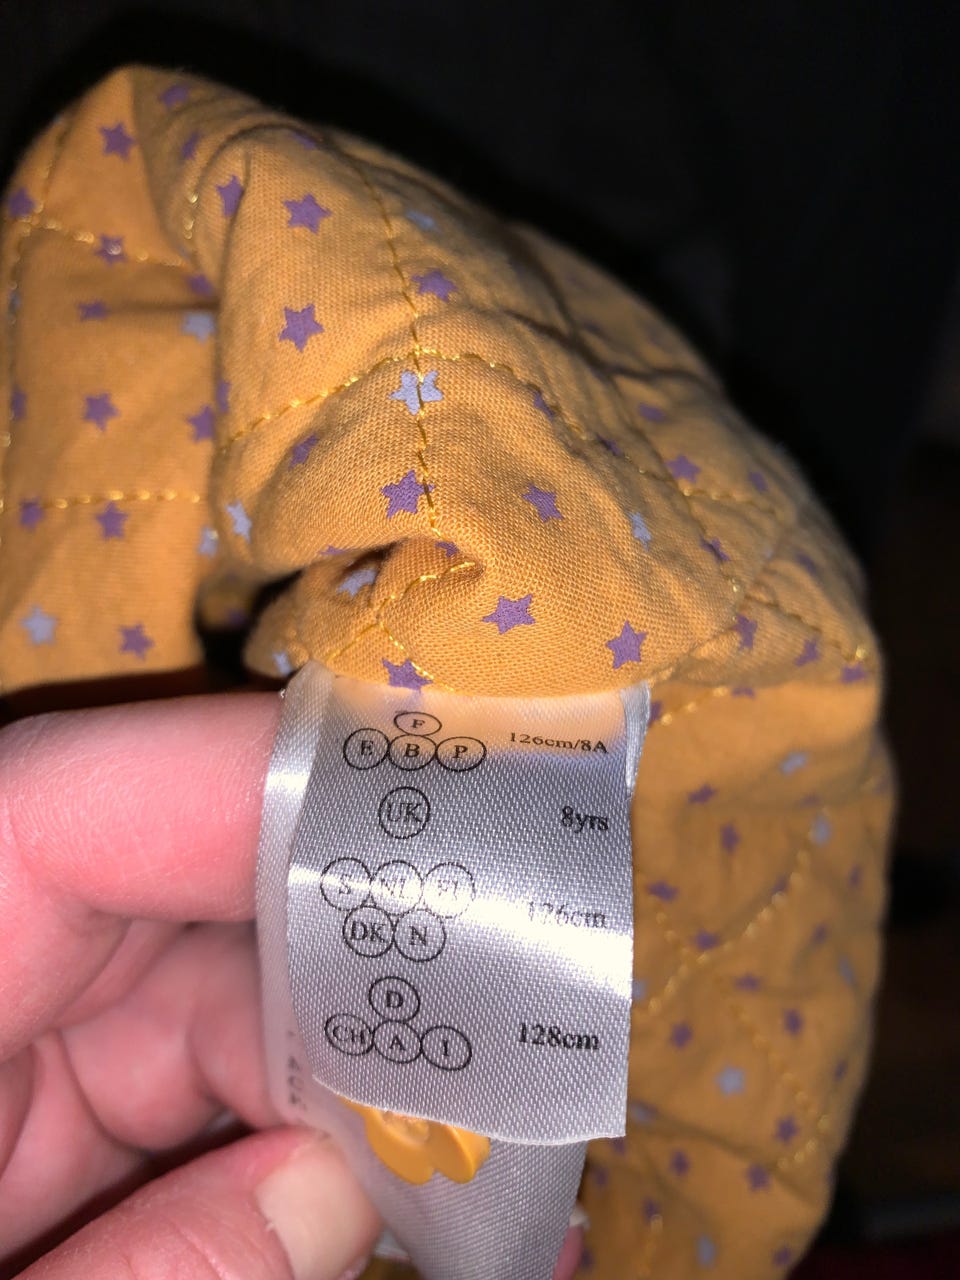 F
E B P 126cm/8A
UK 8yrs
S NL FI 126cm
DK N
D
CH A I 128cm